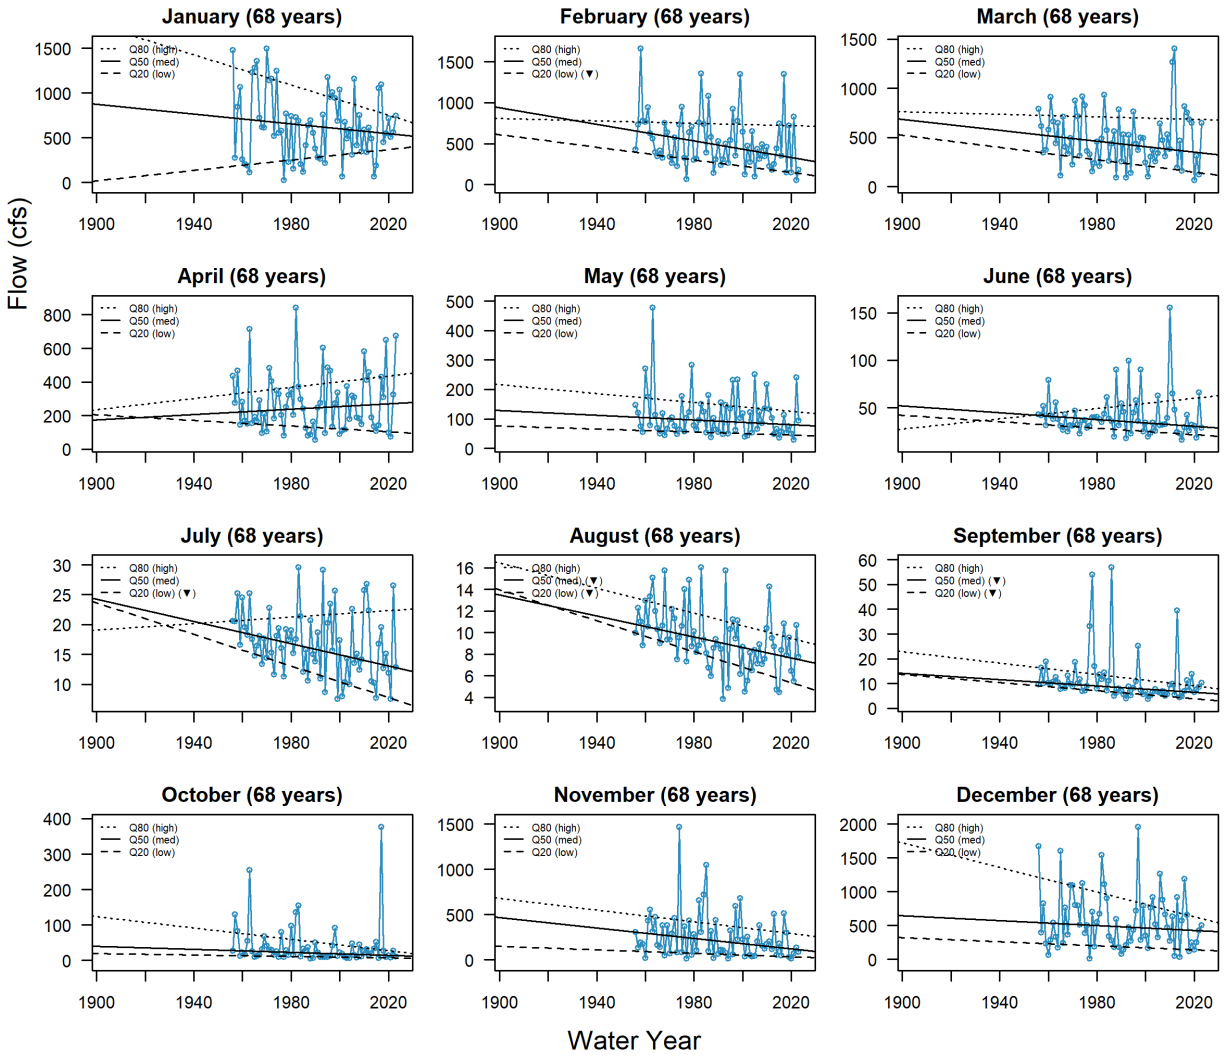 January (68 years)
Q80 (high)
Q50 (med)
Q20 (low)
1500
1000
500
0
1900
1940
1980
2020
February (68 years)
Q80 (high)
Q50 (med)
Q20 (low) (▼)
1500
1000
500
0
1900
1940
1980
2020
March (68 years)
Q80 (high)
Q50 (med)
Q20 (low)
1500
1000
500
0
1900
1940
1980
2020
Flow (cfs)
April (68 years)
Q80 (high)
Q50 (med)
Q20 (low)
800
600
400
200
0
1900
1940
1980
2020
May (68 years)
Q80 (high)
Q50 (med)
Q20 (low)
500
400
300
200
100
0
1900
1940
1980
2020
June (68 years)
Q80 (high)
Q50 (med)
Q20 (low)
150
100
50
1900
1940
1980
2020
July (68 years)
Q80 (high)
Q50 (med)
Q20 (low) (▼)
30
25
20
15
10
1900
1940
1980
2020
August (68 years)
Q80 (high)
Q50 (med) (▼)
Q20 (low) (▼)
16
14
12
10
8
6
4
1900
1940
1980
2020
September (68 years)
Q80 (high)
Q50 (med) (▼)
Q20 (low) (▼)
60
50
40
30
20
10
0
1900
1940
1980
2020
October (68 years)
Q80 (high)
Q50 (med)
Q20 (low)
400
300
200
100
0
1900
1940
1980
2020
November (68 years)
Q80 (high)
Q50 (med)
Q20 (low)
1500
1000
500
0
1900
1940
1980
2020
December (68 years)
Q80 (high)
Q50 (med)
Q20 (low)
2000
1500
1000
500
0
1900
1940
1980
2020
Water Year